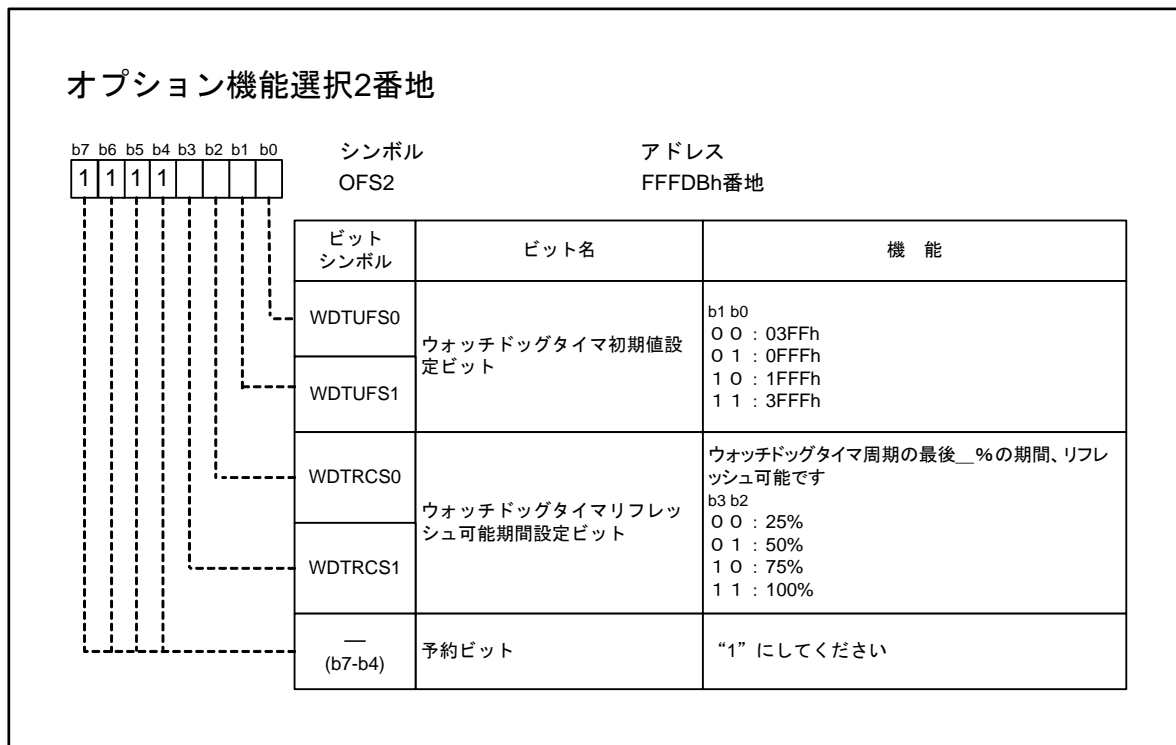 オプション機能選択2番地
b7 b6 b5 b4 b3 b2 b1 b0
1 1 1 1
シンボル
OFS2
アドレス
FFFDBh番地
ビット
シンボル
ビット名
機 能
WDTUFS0
WDTUFS1
ウォッチドッグタイマ初期値設
定ビット
b1 b0
0 0 : 03FFh
0 1 : 0FFFh
1 0 : 1FFFh
1 1 : 3FFFh
WDTRCS0
WDTRCS1
ウォッチドッグタイマリフレッ
シュ可能期間設定ビット
ウォッチドッグタイマ周期の最後__%の期間、リフレ
ッシュ可能です
b3 b2
0 0 : 25%
0 1 : 50%
1 0 : 75%
1 1 : 100%
—
(b7-b4)
予約ビット
“1”にしてください